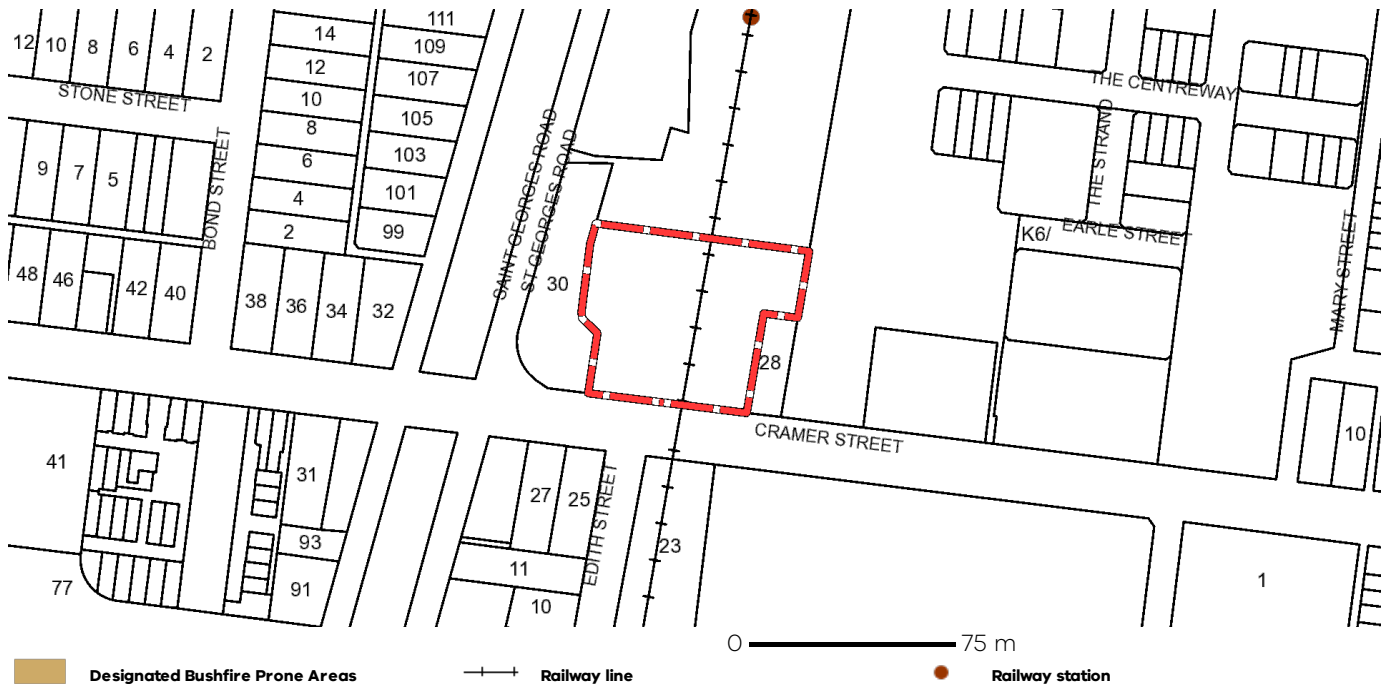 111
14
109
12 10 8 6 4 2
12
107
STONE STREET
10
105
THE CENTREWAY
8
103
THE STRAND
6
101
9 7 5
BOND STREET
4
SAINT GEORGES ROAD
ST GEORGES ROAD
2
99
K6/
EARLE STREET
MARY STREET
48 46 42 40
38 36 34 32
30
28
CRAMER STREET
10
41
31
27 25
EDITH STREET
93
23
11
77
91
10
1
0 75 m
Designated Bushfire Prone Areas
Railway line
Railway station